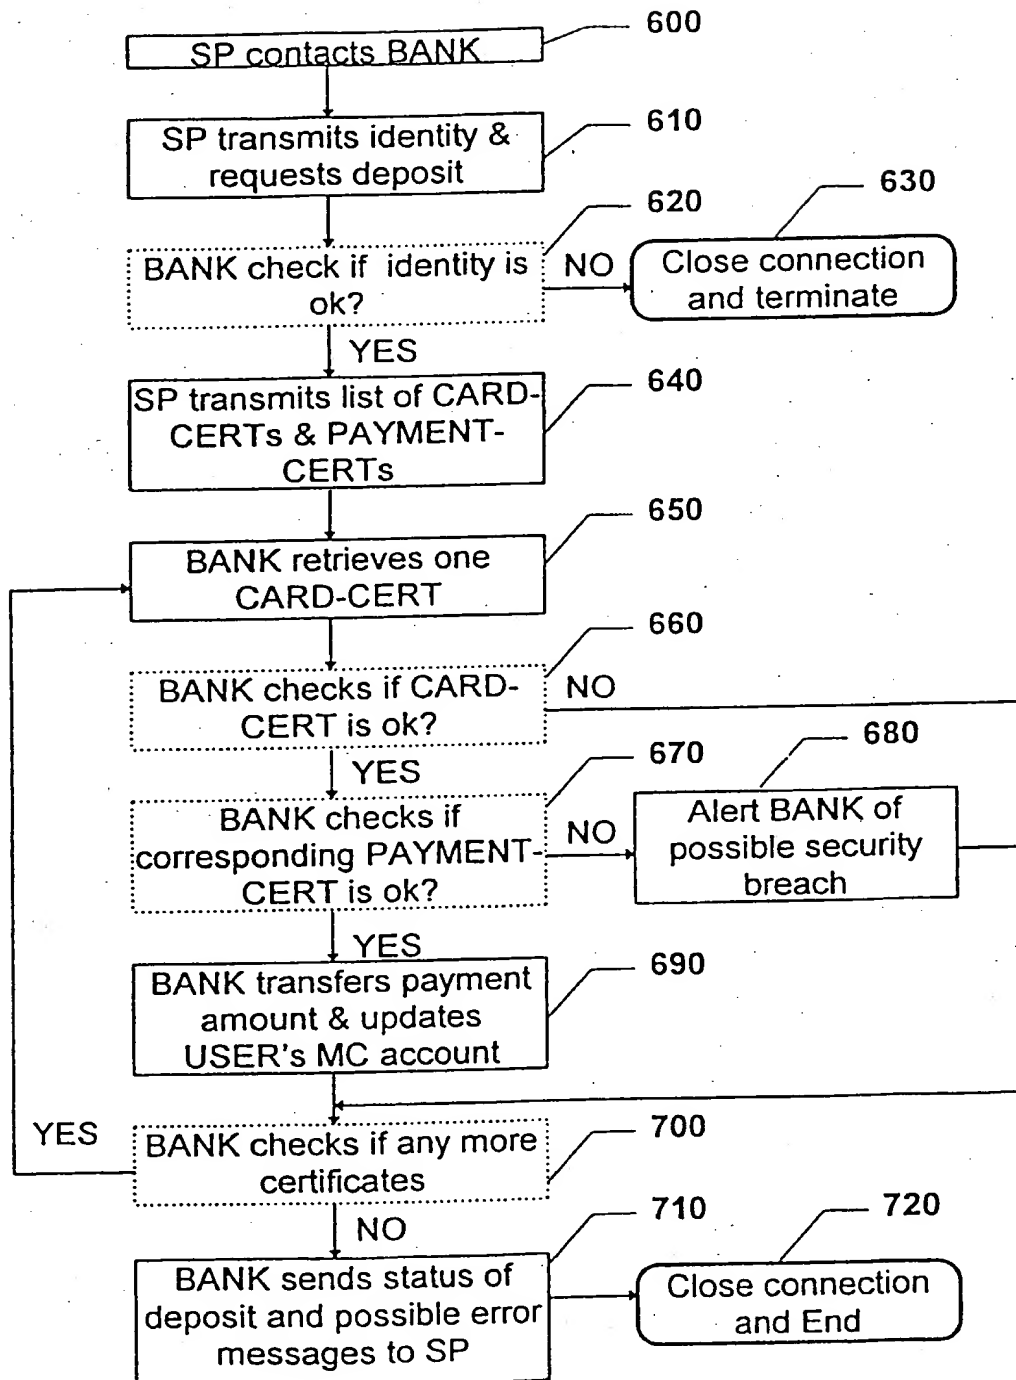 600
SP contacts BANK
610
SP transmits identity &
requests deposit
620
630
BANK check if identity is
ok?
NO
Close connection
and terminate
YES
640
SP transmits list of CARD-
CERTs & PAYMENT-
CERTs
650
BANK retrieves one
CARD-CERT
660
BANK checks if CARD-
CERT is ok?
NO
YES
670
680
BANK checks if
corresponding PAYMENT-
CERT is ok?
NO
Alert BANK of
possible security
breach
YES
690
BANK transfers payment
amount & updates
USER's MC account
YES
700
BANK checks if any more
certificates
NO
710
720
BANK sends status of
deposit and possible error
messages to SP
Close connection
and End